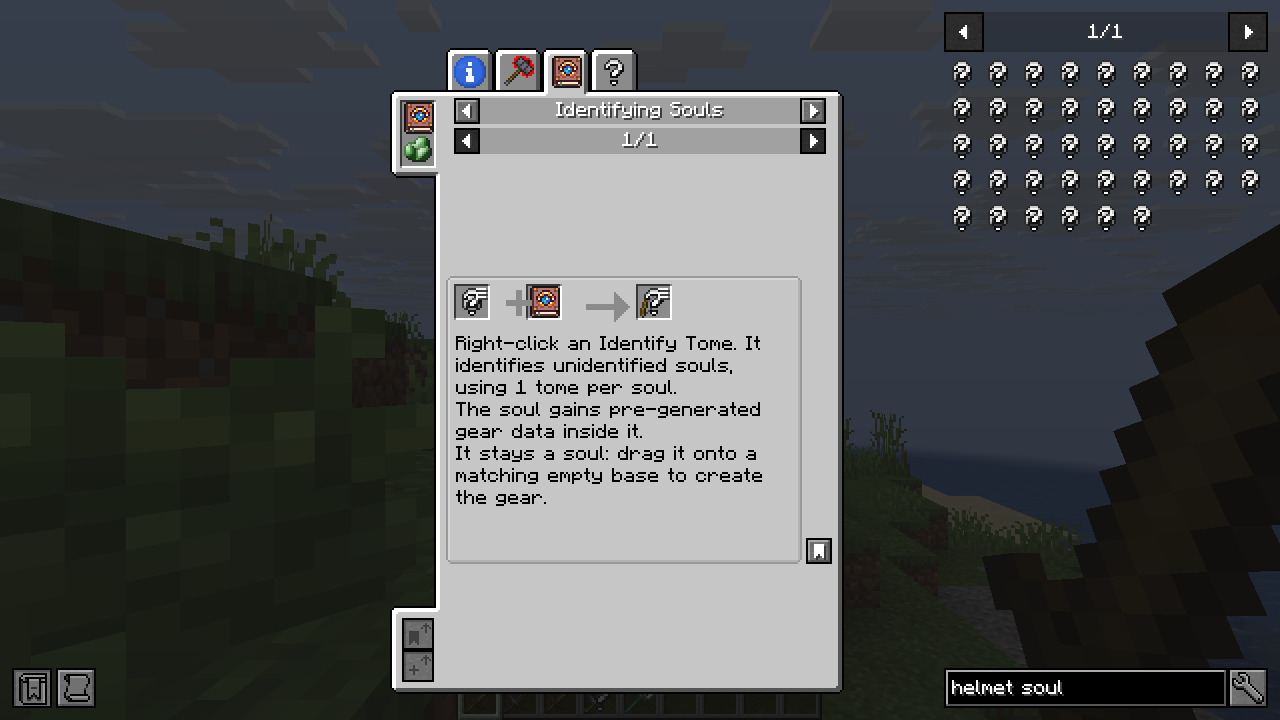 1/1
Identifying Souls
1/1
Right-click an Identify Tome. It
identifies unidentified souls,
using 1 tome per soul.
The soul gains pre-generated
gear data inside it.
It stays a soul: drag it onto a
matching empty base to create
the gear.
helmet soul